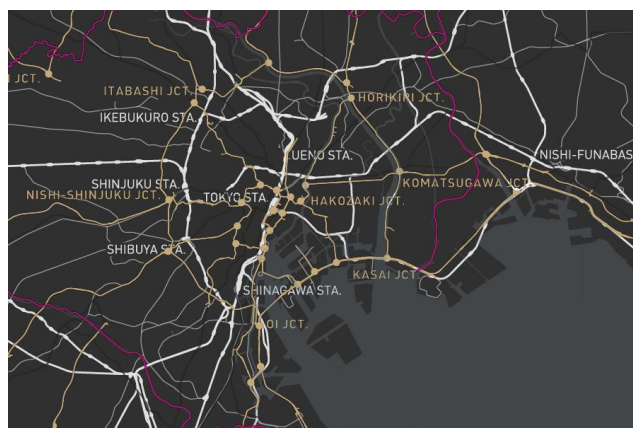 I JCT.
ITABASHI JCT.
HORIKIRI JCT.
IKEBUKURO STA.
UENO STA.
NISHI-FUNABAS
SHINJUKU STA.
KOMATSUGAWA JCT.
NISHI-SHINJUKU JCT.
TOKYO STA.
HAKOZAKI JCT.
SHIBUYA STA.
KASAI JCT.
SHINAGAWA STA.
OI JCT.